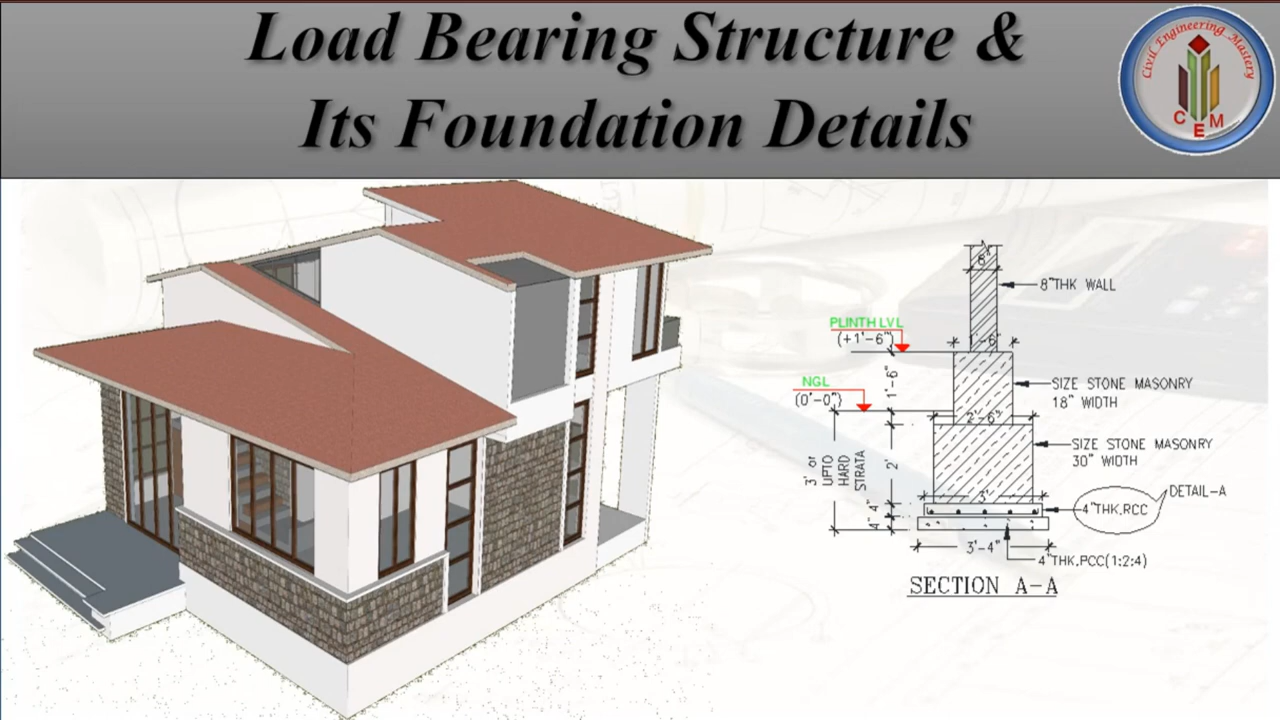 Load Bearing Structure &
Its Foundation Details
Civil Engineering Mastery
C E M
8"
8"THK WALL
PLINTH LVL
(+1'-6")
1'-6"
1'-6"
SIZE STONE MASONRY
18" WIDTH
NGL
(0'-0")
2'-6"
SIZE STONE MASONRY
30" WIDTH
3' or
UPTO
HARD
STRATA
2'
3'
DETAIL-A
4"THK.RCC
4"
4"
3'-4"
4"THK.PCC(1:2:4)
SECTION A-A